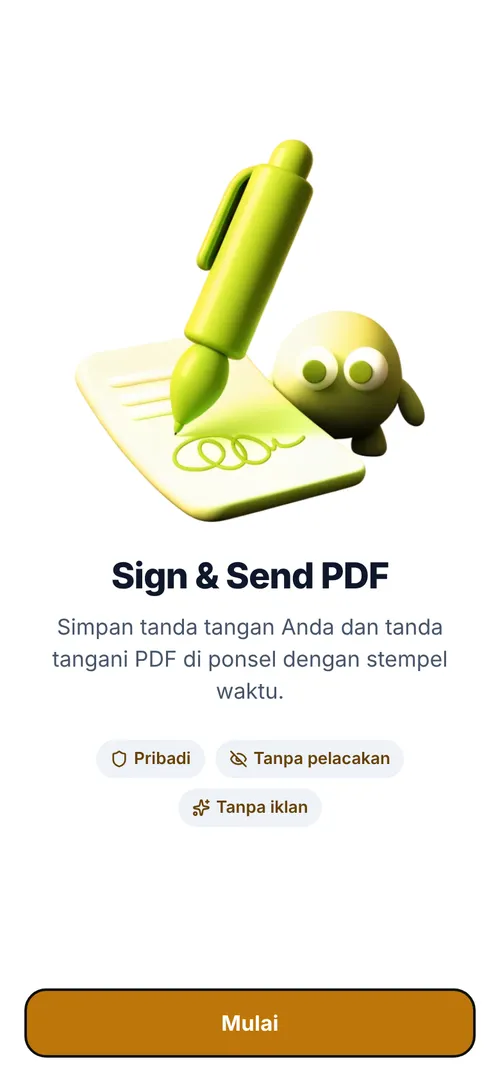 Sign & Send PDF
Simpan tanda tangan Anda dan tanda
tangani PDF di ponsel dengan stempel
waktu.
Pribadi
Tanpa pelacakan
Tanpa iklan
Mulai